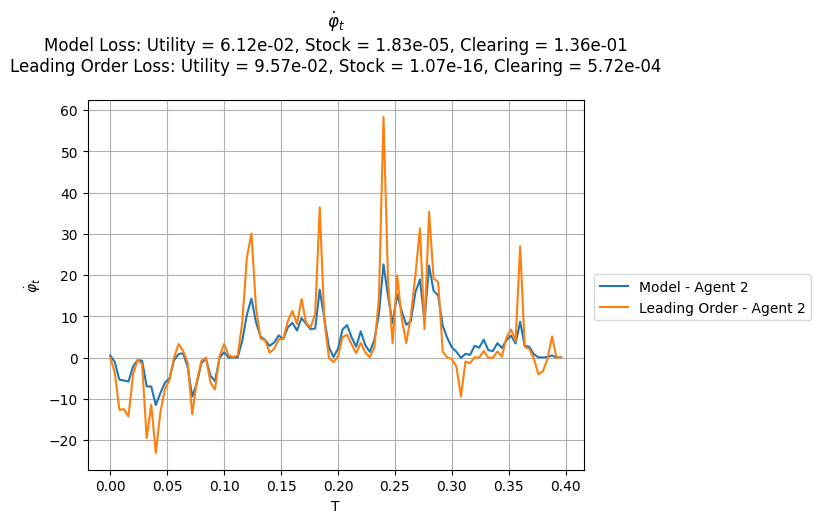 φ̇ₜ
Model Loss: Utility = 6.12e-02, Stock = 1.83e-05, Clearing = 1.36e-01
Leading Order Loss: Utility = 9.57e-02, Stock = 1.07e-16, Clearing = 5.72e-04
60
50
40
30
20
10
0
−10
−20
φ̇ₜ
0.00 0.05 0.10 0.15 0.20 0.25 0.30 0.35 0.40
T
Model - Agent 2
Leading Order - Agent 2